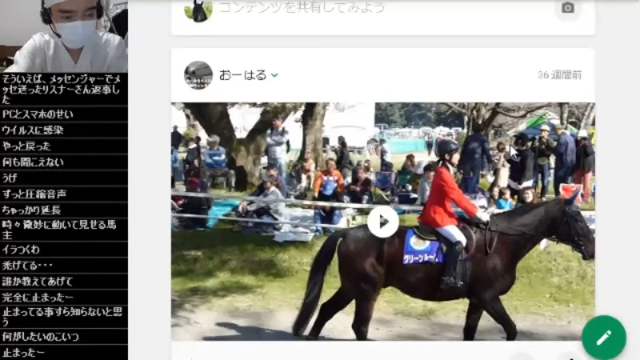 コンテンツを共有してみよう
おーはる
36 週間前
そういえば、メッセンジャーでメ
ッセ送ったリスナーさん返事し
た
PCとスマホのせい
ウイルスに感染
やっと戻った
何も聞こえない
うげ
ずっと圧縮音声
ちゃっかり延長
時々微妙に動いて見せる馬
主
イラつくわ
禿げてる・・・
誰か教えてあげて
完全に止まったー
止まってる事すら知らないと思
う
何がしたいのこいつ
止まったー